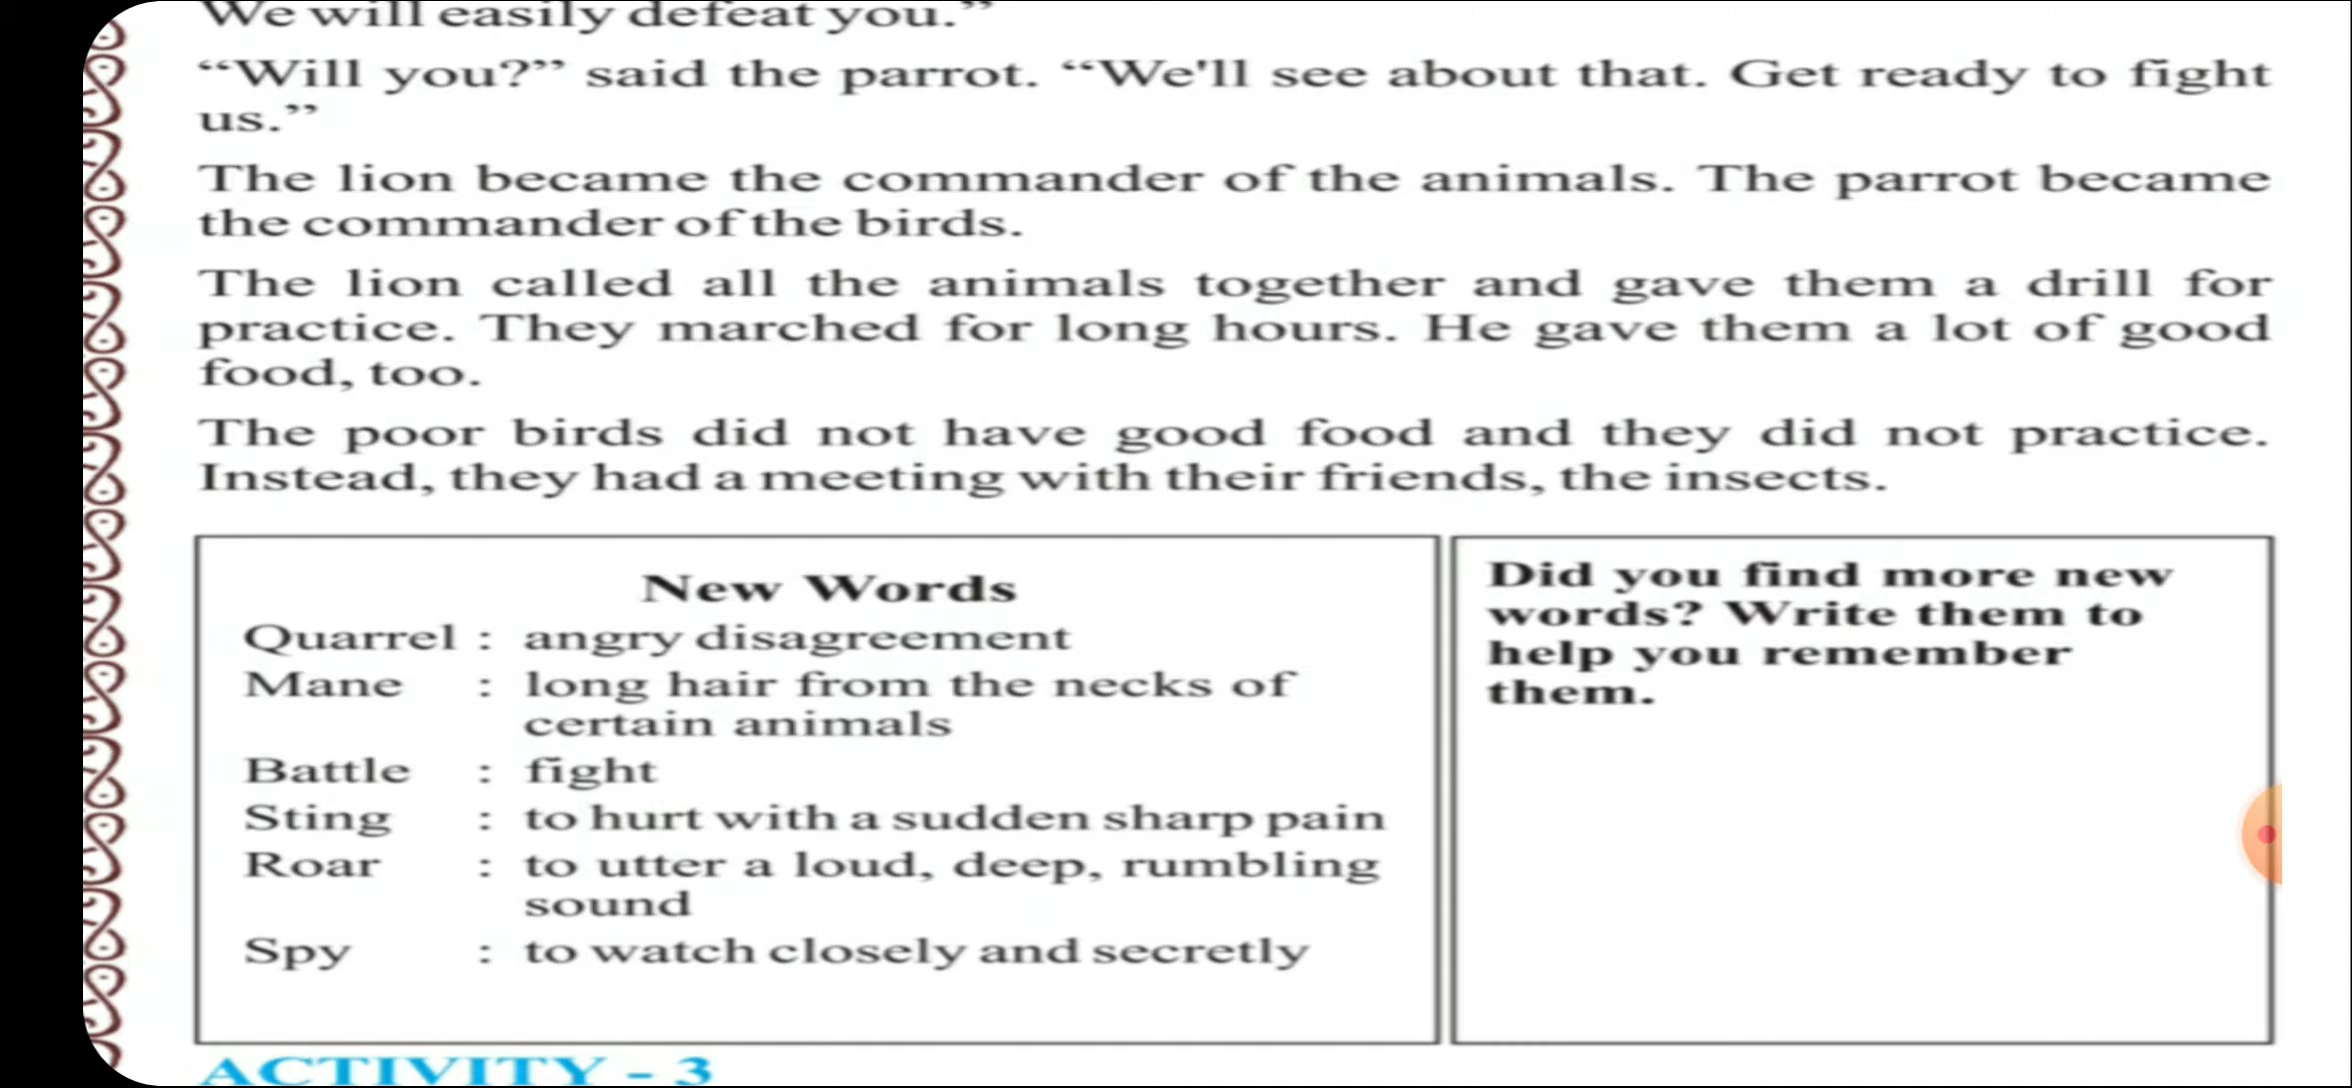 We will easily defeat you.”
“Will you?” said the parrot. “We'll see about that. Get ready to fight
us.”
The lion became the commander of the animals. The parrot became
the commander of the birds.
The lion called all the animals together and gave them a drill for
practice. They marched for long hours. He gave them a lot of good
food, too.
The poor birds did not have good food and they did not practice.
Instead, they had a meeting with their friends, the insects.
New Words
Quarrel : angry disagreement
Mane : long hair from the necks of
certain animals
Battle : fight
Sting : to hurt with a sudden sharp pain
Roar : to utter a loud, deep, rumbling
sound
Spy : to watch closely and secretly
Did you find more new
words? Write them to
help you remember
them.
ACTIVITY - 3